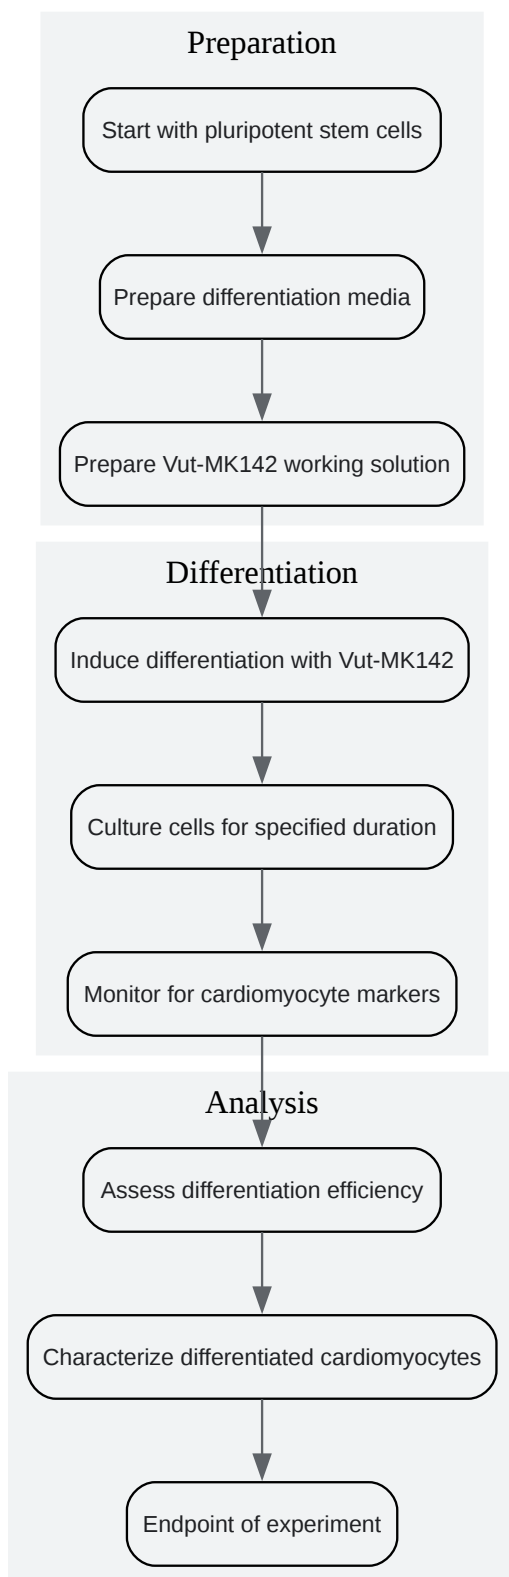 Preparation
Start with pluripotent stem cells
Prepare differentiation media
Prepare Vut-MK142 working solution
Differentiation
Induce differentiation with Vut-MK142
Culture cells for specified duration
Monitor for cardiomyocyte markers
Analysis
Assess differentiation efficiency
Characterize differentiated cardiomyocytes
Endpoint of experiment